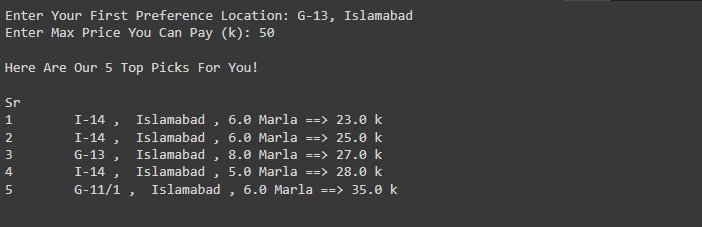 Enter Your First Preference Location: G-13, Islamabad
Enter Max Price You Can Pay (k): 50
Here Are Our 5 Top Picks For You!
Sr
1 I-14 , Islamabad , 6.0 Marla ==> 23.0 k
2 I-14 , Islamabad , 6.0 Marla ==> 25.0 k
3 G-13 , Islamabad , 8.0 Marla ==> 27.0 k
4 I-14 , Islamabad , 5.0 Marla ==> 28.0 k
5 G-11/1 , Islamabad , 6.0 Marla ==> 35.0 k